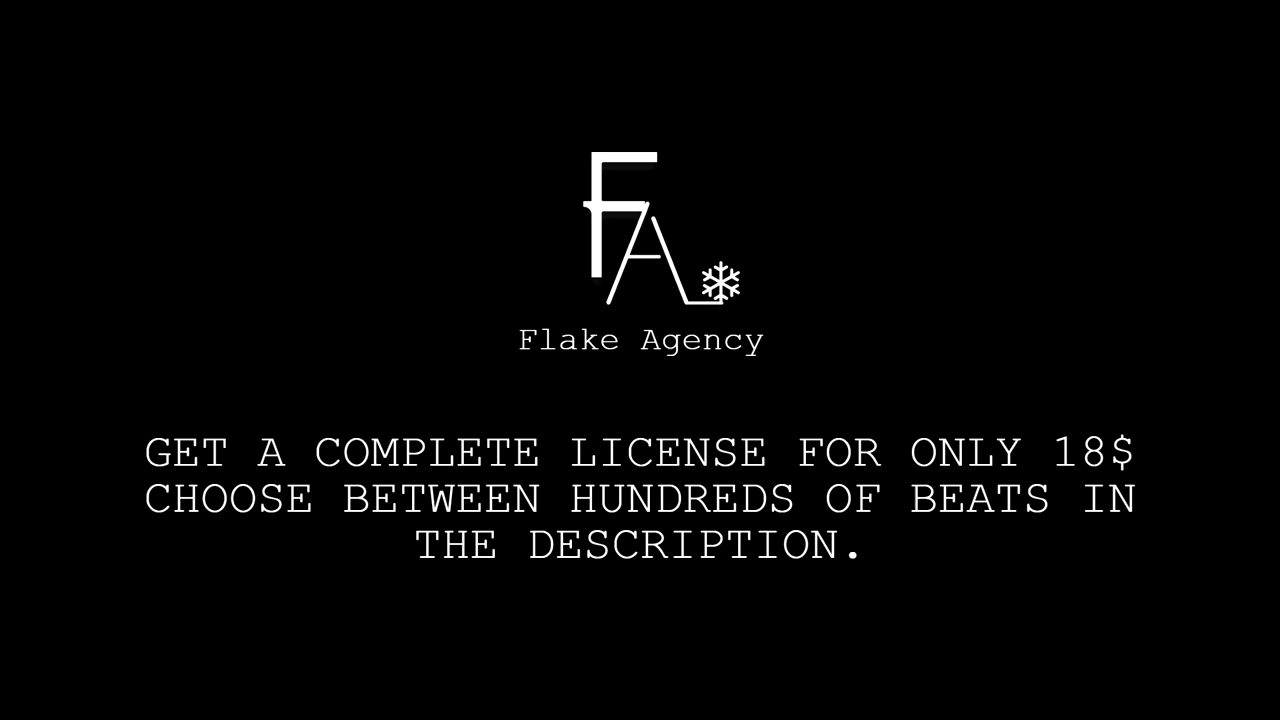 FA
Flake Agency
GET A COMPLETE LICENSE FOR ONLY 18$
CHOOSE BETWEEN HUNDREDS OF BEATS IN
THE DESCRIPTION.